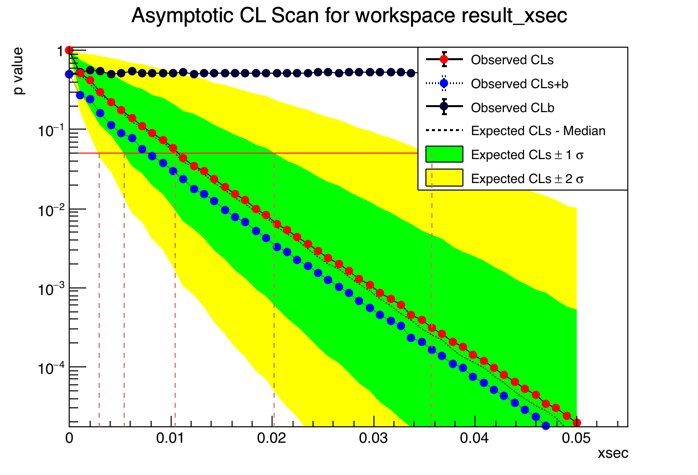 Asymptotic CL Scan for workspace result_xsec
p value
1
10⁻¹
10⁻²
10⁻³
10⁻⁴
Observed CLs
Observed CLs+b
Observed CLb
Expected CLs - Median
Expected CLs ± 1 σ
Expected CLs ± 2 σ
0 0.01 0.02 0.03 0.04 0.05
xsec